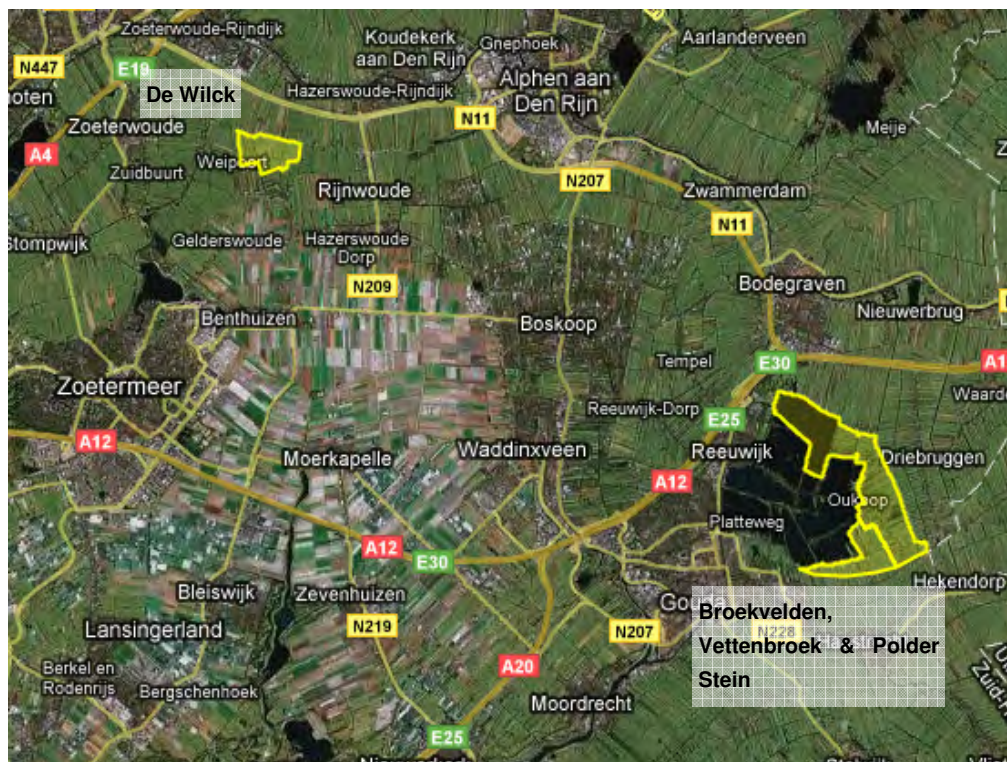 Zoeterwoude-Rijndijk
Koudekerk
aan Den Rijn
Gnephoek
Aarlanderveen
N447
E19
De Wilck
Alphen aan
Den Rijn
Hazerswoude-Rijndijk
N11
Meije
Zoeterwoude
A4
Weipoort
Zuidbuurt
Rijnwoude
N207
Zwammerdam
Stompwijk
Gelderswoude
Hazerswoude
Dorp
N11
N209
Bodegraven
Benthuizen
Boskoop
Nieuwerbrug
Tempel
E30
Zoetermeer
Reeuwijk-Dorp
E25
A12
Waddinxveen
Reeuwijk
Driebruggen
Moerkapelle
A12
Oukoop
Platteweg
A12
E30
Hekendorp
Bleiswijk
Zevenhuizen
Gouda
Broekvelden,
Vettenbroek & Polder
Stein
Lansingerland
N219
N207
N228
Berkel en
Rodenrijs
Bergschenhoek
A20
Moordrecht
E25